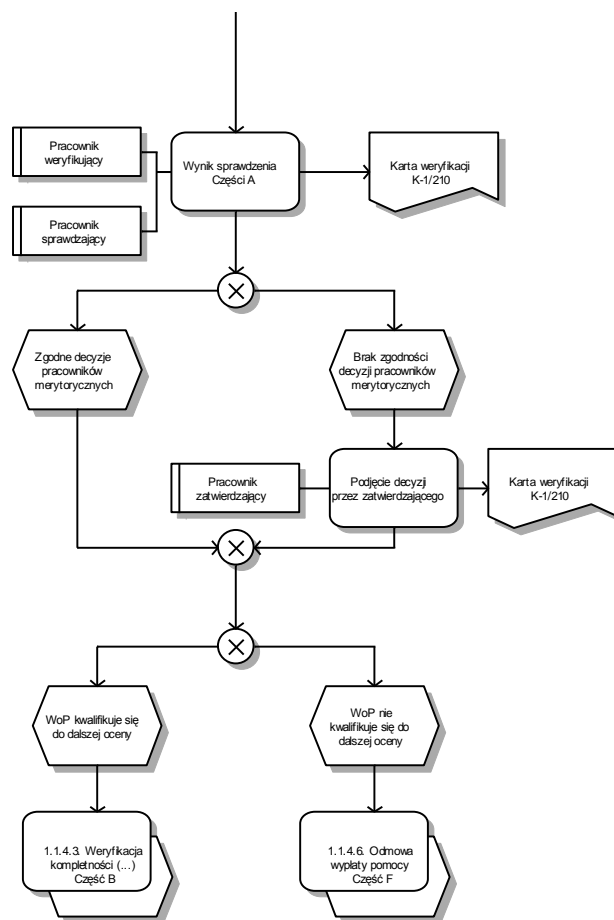 Pracownik
weryfikujący
Wynik sprawdzenia
Części A
Karta weryfikacji
K-1/210
Pracownik
sprawdzający
Zgodne decyzje
pracowników
merytorycznych
Brak zgodności
decyzji pracowników
merytorycznych
Pracownik
zatwierdzający
Podjęcie decyzji
przez zatwierdzającego
Karta weryfikacji
K-1/210
WoP kwalifikuje się
do dalszej oceny
WoP nie
kwalifikuje się do
dalszej oceny
1.1.4.3. Weryfikacja
kompletności (...)
Część B
1.1.4.6. Odmowa
wypłaty pomocy
Część F